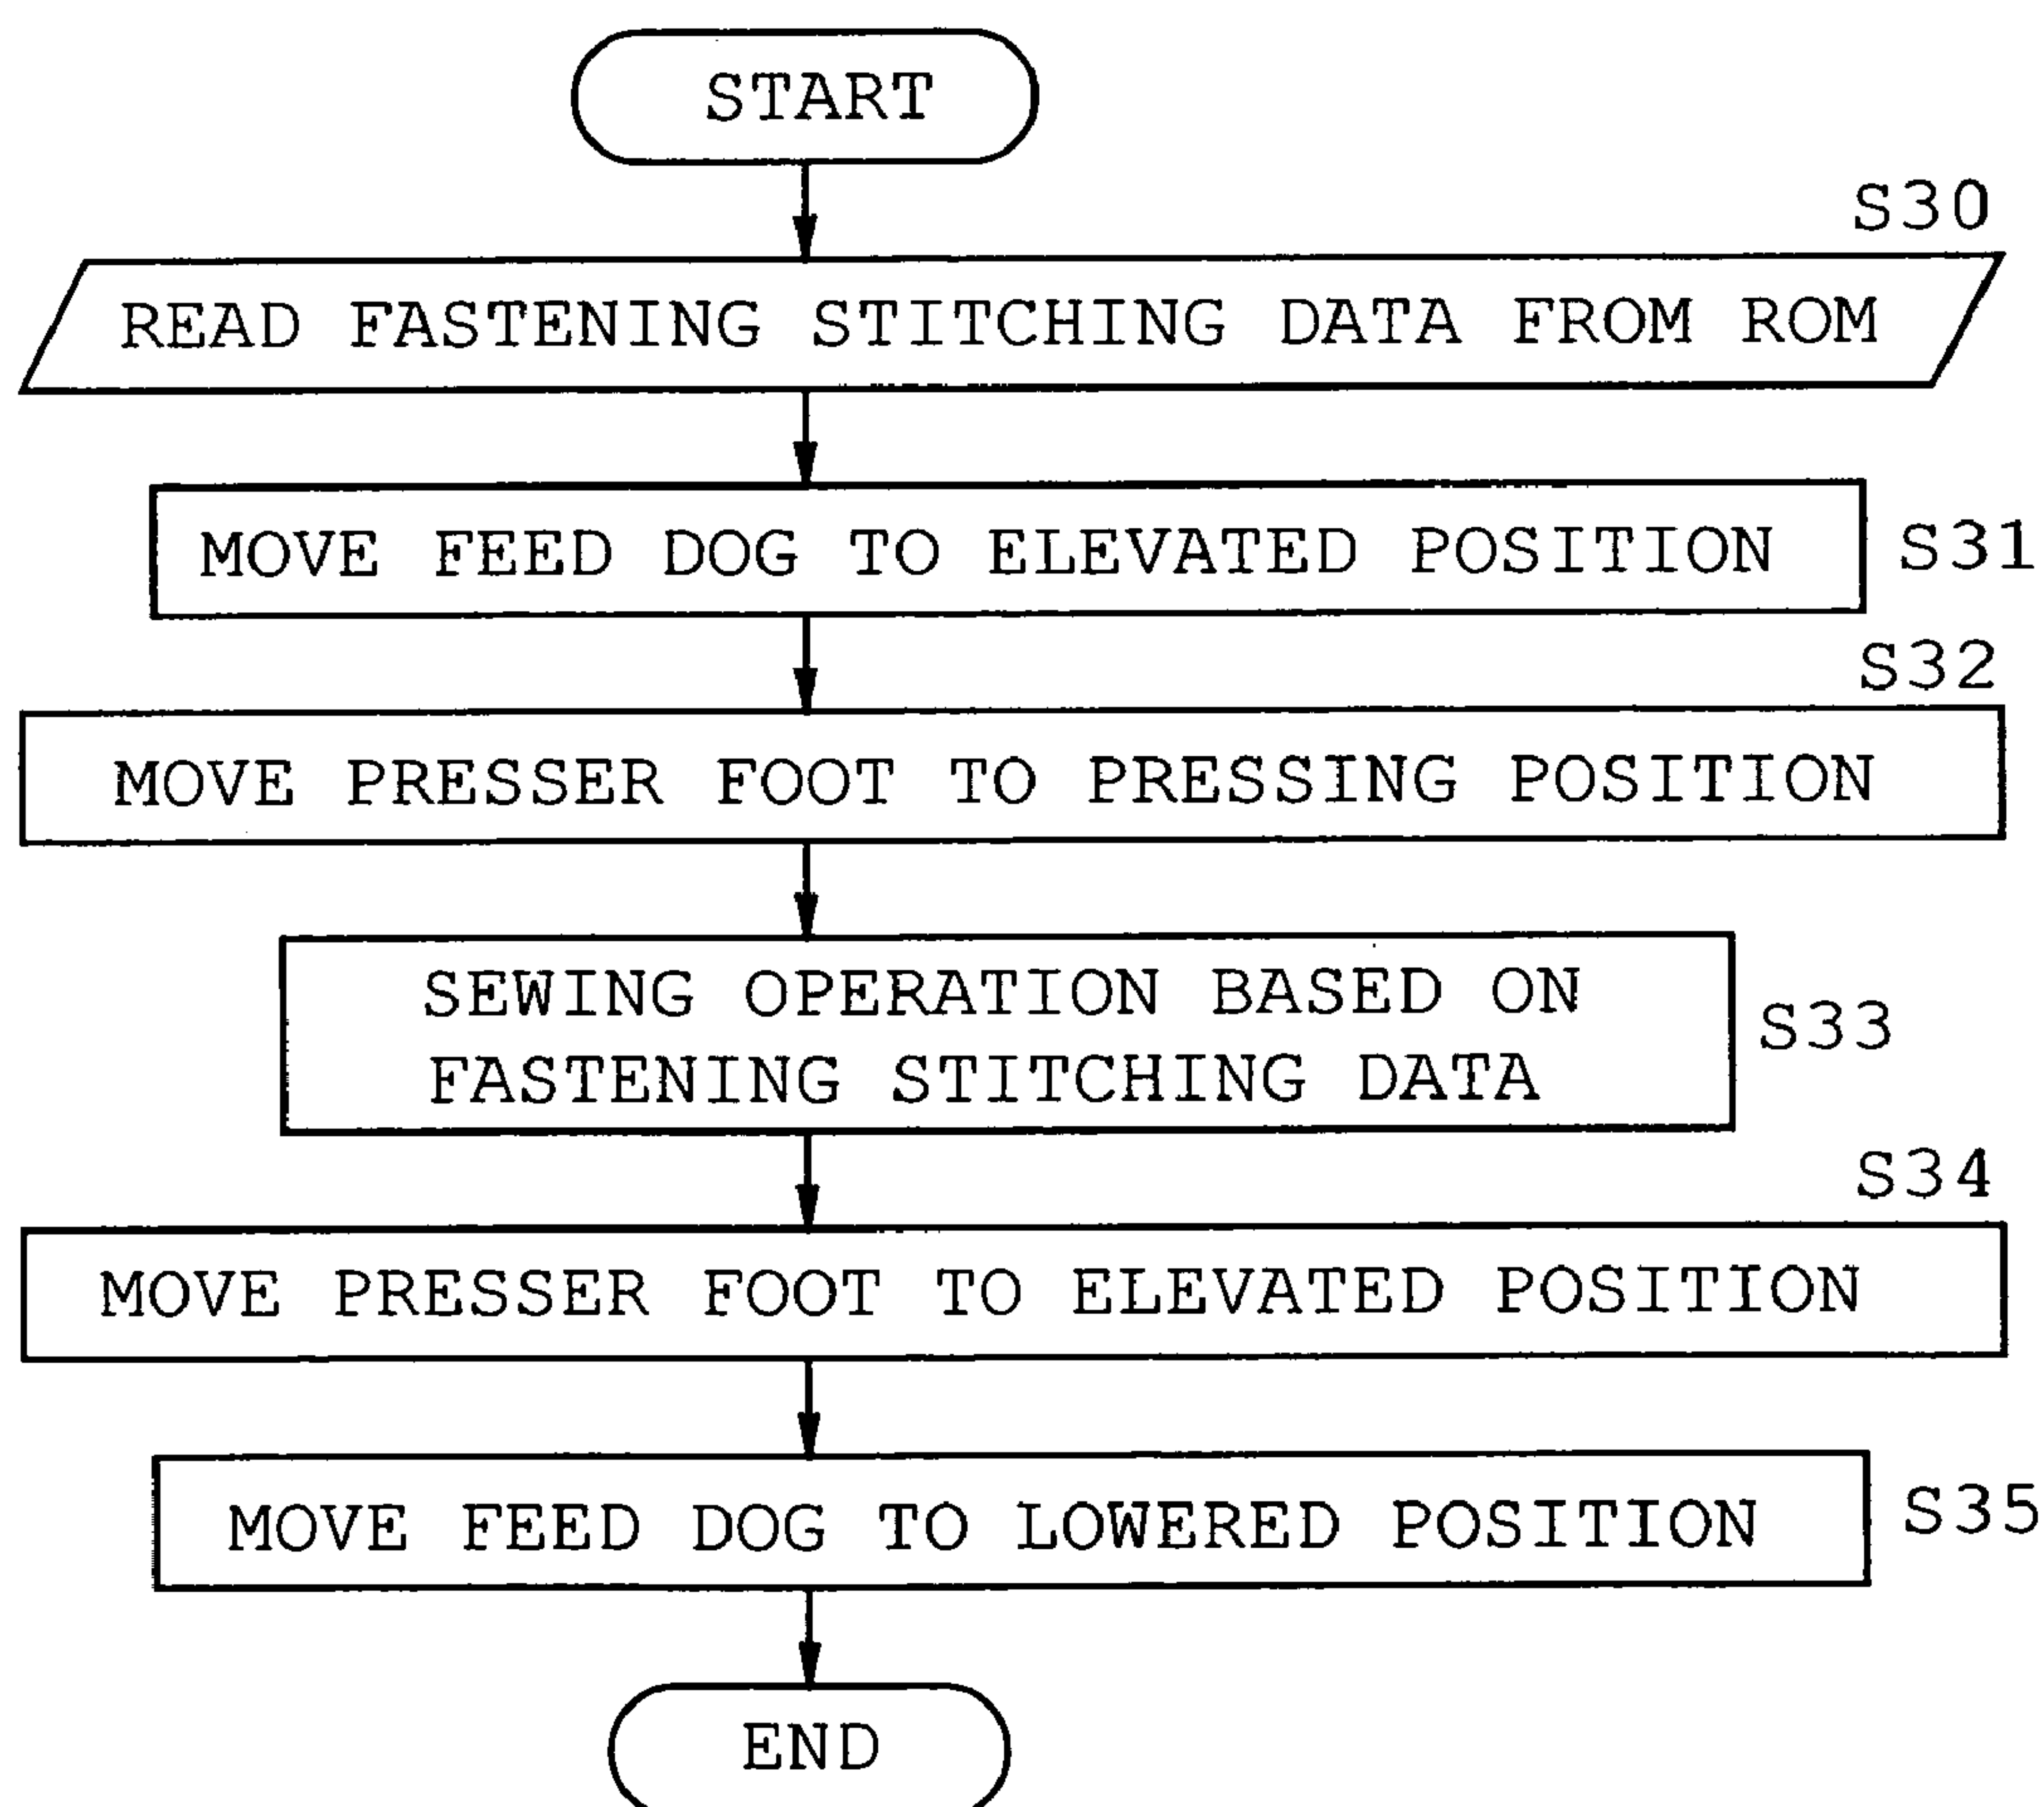 START
S30
READ FASTENING STITCHING DATA FROM ROM
MOVE FEED DOG TO ELEVATED POSITION
S31
S32
MOVE PRESSER FOOT TO PRESSING POSITION
SEWING OPERATION BASED ON
FASTENING STITCHING DATA
S33
S34
MOVE PRESSER FOOT TO ELEVATED POSITION
MOVE FEED DOG TO LOWERED POSITION
S35
END